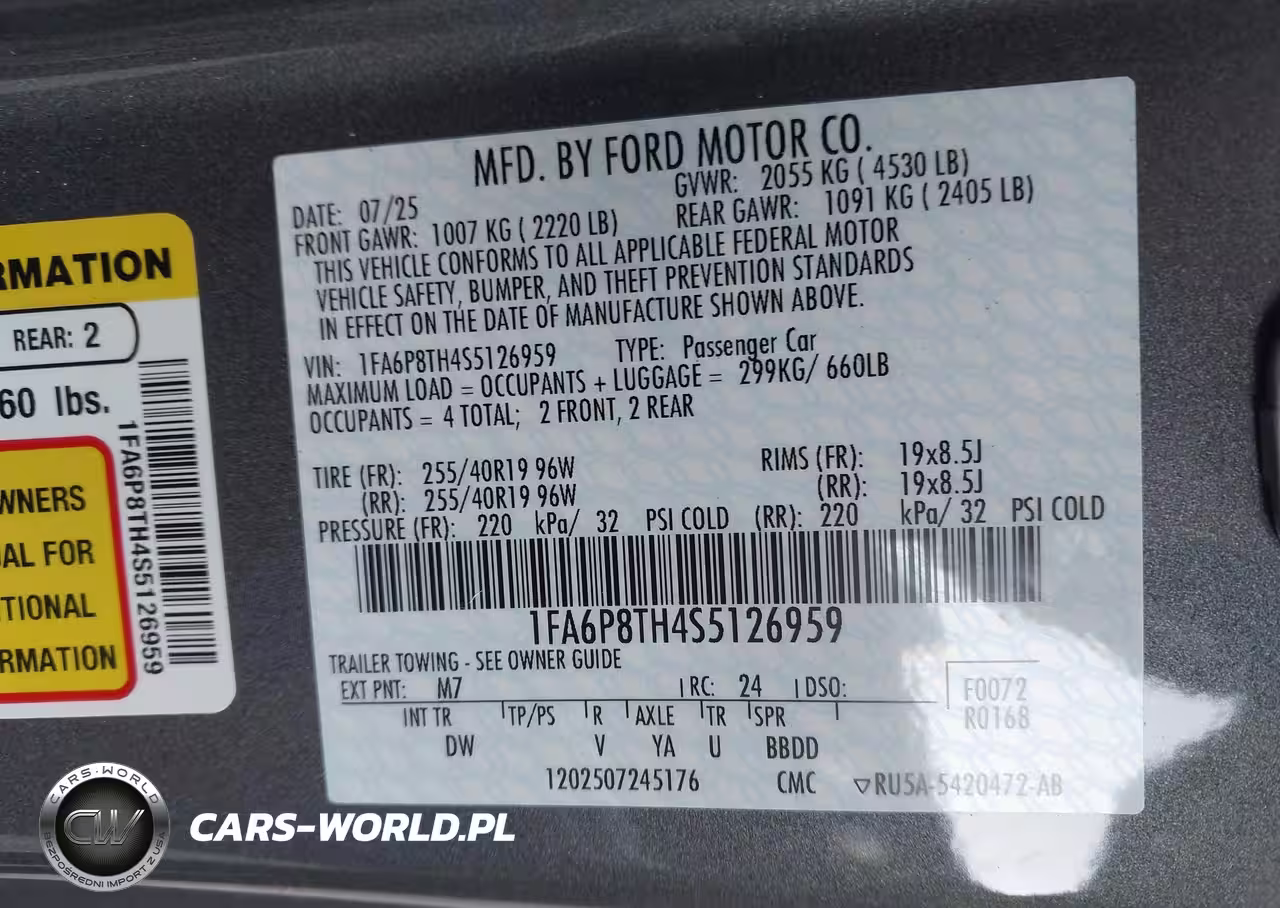 RMATION
REAR: 2
60 lbs.
1FA6P8TH4S5126959
WNERS
AL FOR
ITIONAL
RMATION
MFD. BY FORD MOTOR CO.
DATE: 07/25 GVWR: 2055 KG ( 4530 LB)
FRONT GAWR: 1007 KG ( 2220 LB) REAR GAWR: 1091 KG ( 2405 LB)
THIS VEHICLE CONFORMS TO ALL APPLICABLE FEDERAL MOTOR
VEHICLE SAFETY, BUMPER, AND THEFT PREVENTION STANDARDS
IN EFFECT ON THE DATE OF MANUFACTURE SHOWN ABOVE.
VIN: 1FA6P8TH4S5126959 TYPE: Passenger Car
MAXIMUM LOAD = OCCUPANTS + LUGGAGE = 299KG/ 660LB
OCCUPANTS = 4 TOTAL; 2 FRONT, 2 REAR
TIRE (FR): 255/40R19 96W RIMS (FR): 19x8.5J
(RR): 255/40R19 96W (RR): 19x8.5J
PRESSURE (FR): 220 kPa/ 32 PSI COLD (RR): 220 kPa/ 32 PSI COLD
1FA6P8TH4S5126959
TRAILER TOWING - SEE OWNER GUIDE
EXT PNT: M7 RC: 24 DSO: F0072
INT TR TP/PS R AXLE TR SPR R0168
DW V YA U BBDD
1202507245176 CMC ▽RU5A-5420472-AB
CARS-WORLD
CW
BEZPOŚREDNI IMPORT Z USA
CARS-WORLD.PL